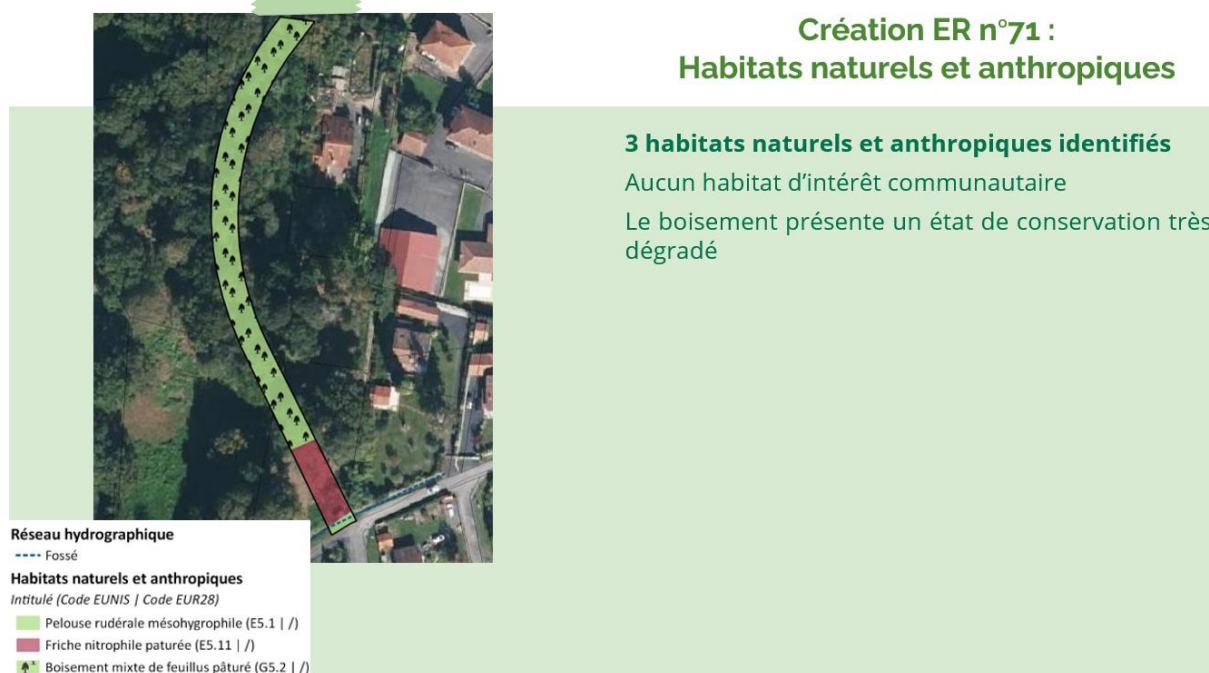 Création ER n°71 :
Habitats naturels et anthropiques
3 habitats naturels et anthropiques identifiés
Aucun habitat d’intérêt communautaire
Le boisement présente un état de conservation très
dégradé
Réseau hydrographique
Fossé
Habitats naturels et anthropiques
Intitulé (Code EUNIS | Code EUR28)
Pelouse rudérale mésohygrophile (E5.1 | /)
Friche nitrophile paturée (E5.11 | /)
Boisement mixte de feuillus pâturé (G5.2 | /)